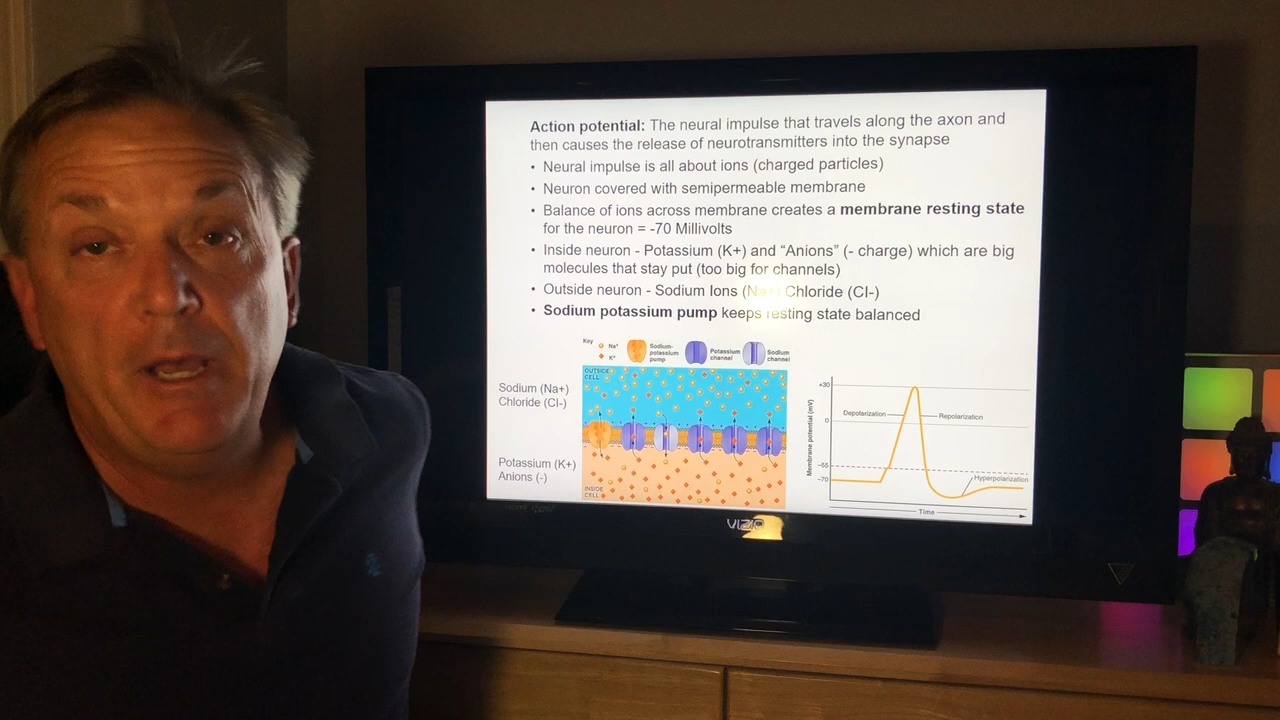 Action potential: The neural impulse that travels along the axon and
then causes the release of neurotransmitters into the synapse
• Neural impulse is all about ions (charged particles)
• Neuron covered with semipermeable membrane
• Balance of ions across membrane creates a membrane resting state
for the neuron = -70 Millivolts
• Inside neuron - Potassium (K+) and “Anions” (- charge) which are big
molecules that stay put (too big for channels)
• Outside neuron - Sodium Ions (Na+) Chloride (Cl-)
• Sodium potassium pump keeps resting state balanced
Key
Na+
K+
Sodium-
potassium
pump
Potassium
channel
Sodium
channel
OUTSIDE
CELL
Sodium (Na+)
Chloride (Cl-)
Potassium (K+)
Anions (-)
INSIDE
CELL
Membrane potential (mV)
+30
0
-55
-70
Depolarization
Repolarization
Hyperpolarization
Time
VIZIO